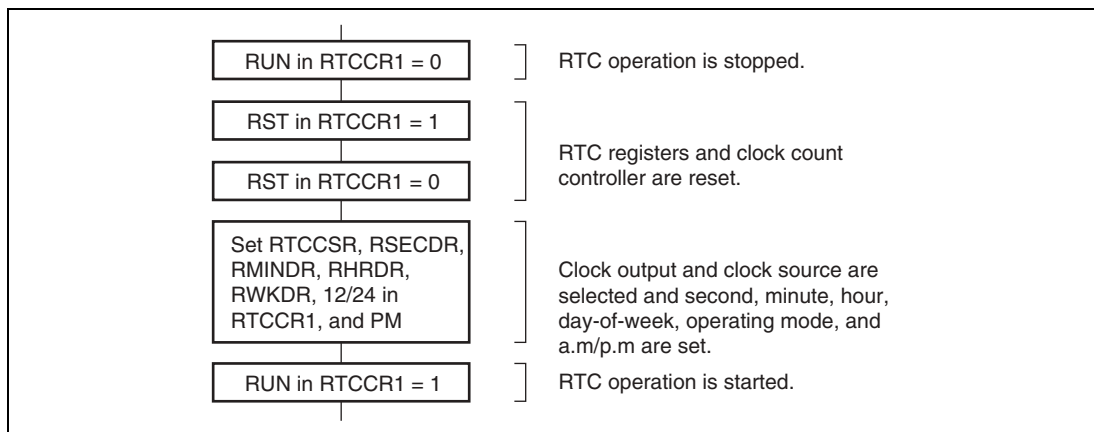 RUN in RTCCR1 = 0
RTC operation is stopped.
RST in RTCCR1 = 1
RST in RTCCR1 = 0
RTC registers and clock count
controller are reset.
Set RTCCSR, RSECDR,
RMINDR, RHRDR,
RWKDR, 12/24 in
RTCCR1, and PM
Clock output and clock source are
selected and second, minute, hour,
day-of-week, operating mode, and
a.m/p.m are set.
RUN in RTCCR1 = 1
RTC operation is started.